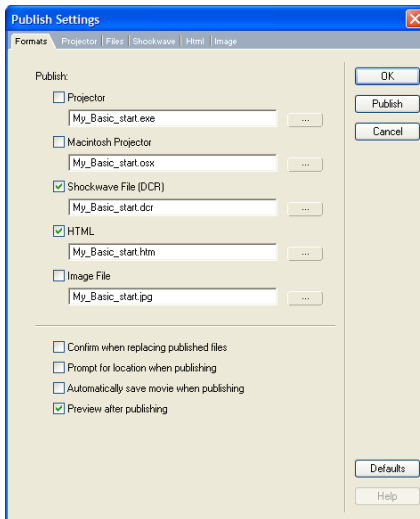 Publish Settings
Formats Projector Files Shockwave Html Image
Publish:
OK
Projector
My_Basic_start.exe ...
Publish
Cancel
Macintosh Projector
My_Basic_start.osx ...
Shockwave File (DCR)
My_Basic_start.dcr ...
HTML
My_Basic_start.htm ...
Image File
My_Basic_start.jpg ...
Confirm when replacing published files
Prompt for location when publishing
Automatically save movie when publishing
Preview after publishing
Defaults
Help